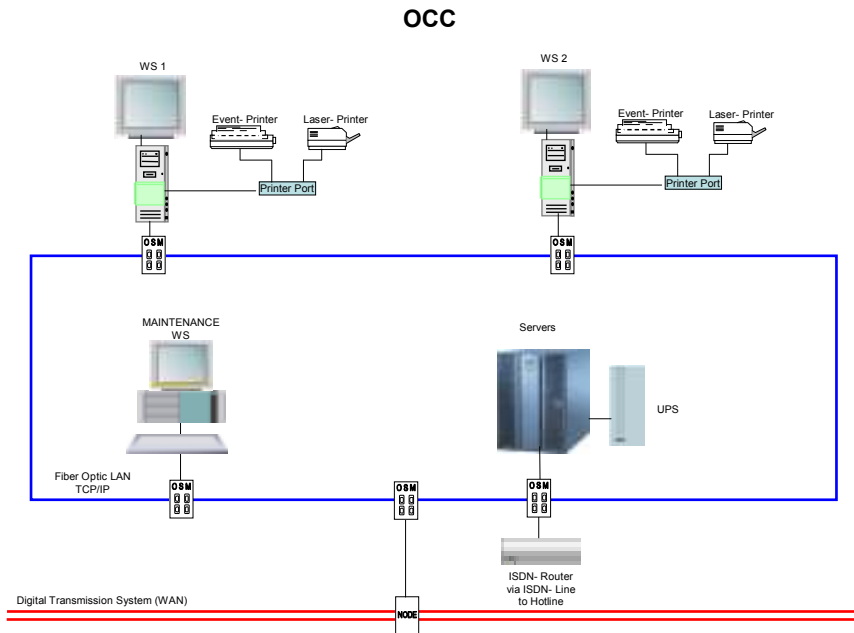 OCC
WS 1
WS 2
Event- Printer
Laser- Printer
Event- Printer
Laser- Printer
Printer Port
Printer Port
OSM
OSM
MAINTENANCE
WS
Servers
UPS
Fiber Optic LAN
TCP/IP
OSM
OSM
OSM
ISDN- Router
via ISDN- Line
to Hotline
Digital Transmission System (WAN)
NODE